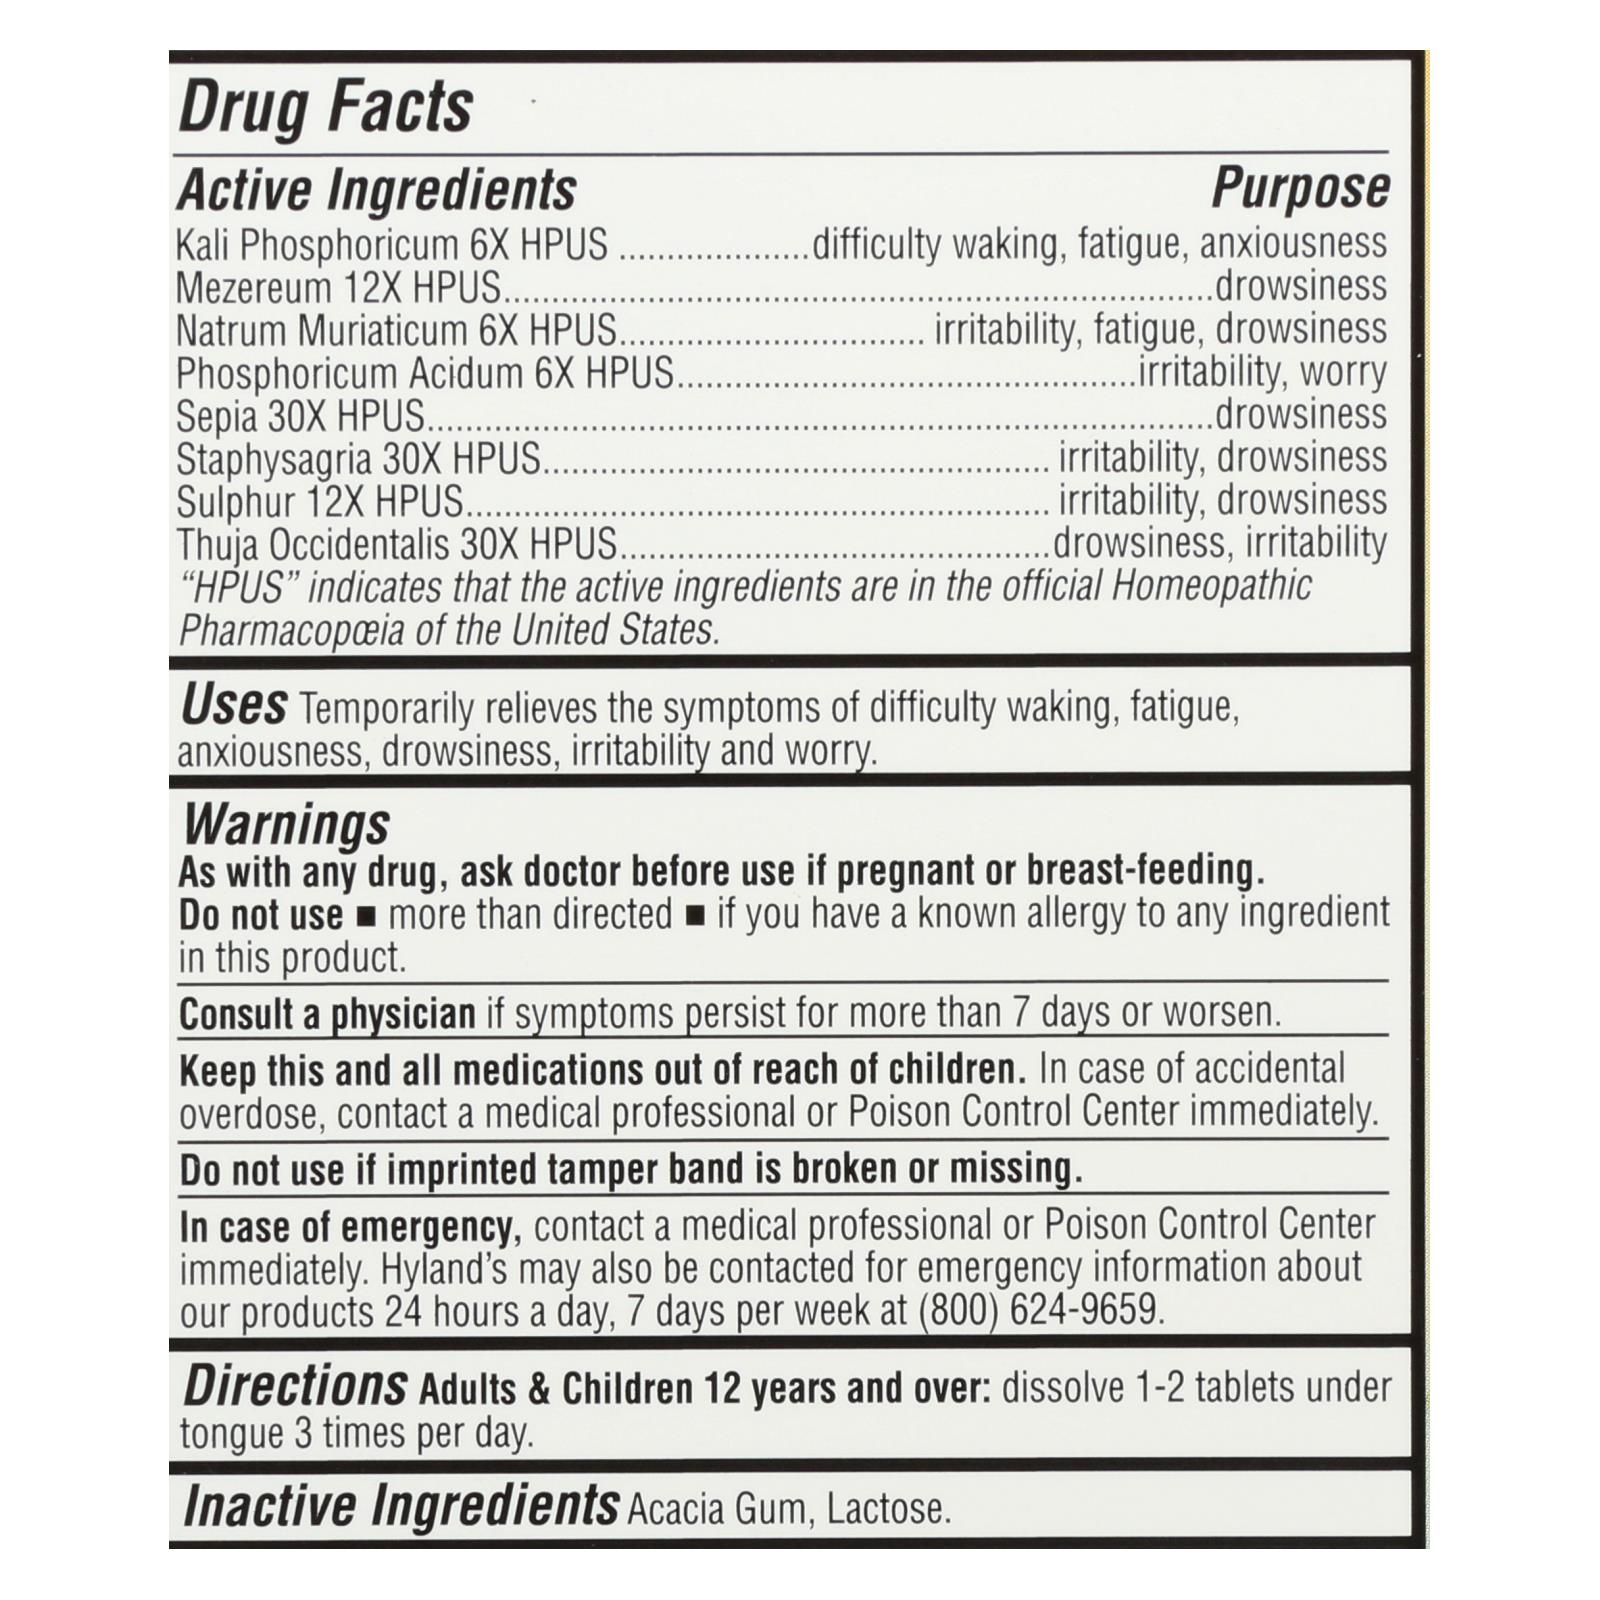 Drug Facts
Active Ingredients Purpose
Kali Phosphoricum 6X HPUS ....................difficulty waking, fatigue, anxiousness
Mezereum 12X HPUS..........................................................................drowsiness
Natrum Muriaticum 6X HPUS................................ irritability, fatigue, drowsiness
Phosphoricum Acidum 6X HPUS................................................irritability, worry
Sepia 30X HPUS..................................................................................drowsiness
Staphysagria 30X HPUS..................................................... irritability, drowsiness
Sulphur 12X HPUS............................................................. irritability, drowsiness
Thuja Occidentalis 30X HPUS.............................................drowsiness, irritability
“HPUS” indicates that the active ingredients are in the official Homeopathic
Pharmacopœia of the United States.
Uses Temporarily relieves the symptoms of difficulty waking, fatigue,
anxiousness, drowsiness, irritability and worry.
Warnings
As with any drug, ask doctor before use if pregnant or breast-feeding.
Do not use ■ more than directed ■ if you have a known allergy to any ingredient
in this product.
Consult a physician if symptoms persist for more than 7 days or worsen.
Keep this and all medications out of reach of children. In case of accidental
overdose, contact a medical professional or Poison Control Center immediately.
Do not use if imprinted tamper band is broken or missing.
In case of emergency, contact a medical professional or Poison Control Center
immediately. Hyland’s may also be contacted for emergency information about
our products 24 hours a day, 7 days per week at (800) 624-9659.
Directions Adults & Children 12 years and over: dissolve 1-2 tablets under
tongue 3 times per day.
Inactive Ingredients Acacia Gum, Lactose.